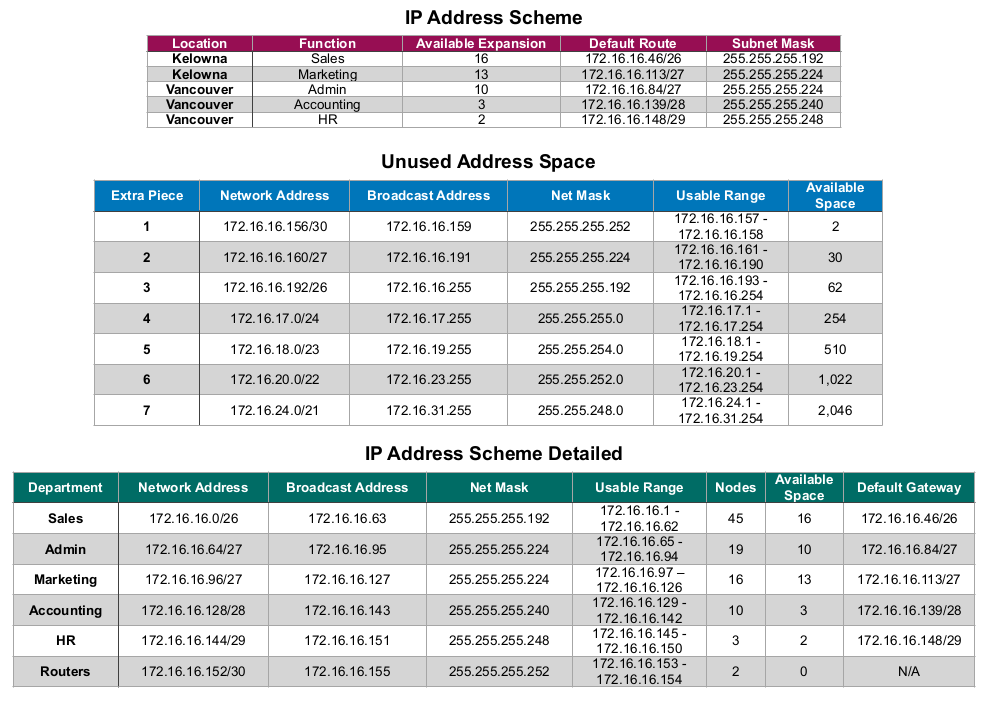 IP Address Scheme
Location Function Available Expansion Default Route Subnet Mask
Kelowna Sales 16 172.16.16.46/26 255.255.255.192
Kelowna Marketing 13 172.16.16.113/27 255.255.255.224
Vancouver Admin 10 172.16.16.84/27 255.255.255.224
Vancouver Accounting 3 172.16.16.139/28 255.255.255.240
Vancouver HR 2 172.16.16.148/29 255.255.255.248
Unused Address Space
Extra Piece Network Address Broadcast Address Net Mask Usable Range Available Space
1 172.16.16.156/30 172.16.16.159 255.255.255.252 172.16.16.157 - 172.16.16.158 2
2 172.16.16.160/27 172.16.16.191 255.255.255.224 172.16.16.161 - 172.16.16.190 30
3 172.16.16.192/26 172.16.16.255 255.255.255.192 172.16.16.193 - 172.16.16.254 62
4 172.16.17.0/24 172.16.17.255 255.255.255.0 172.16.17.1 - 172.16.17.254 254
5 172.16.18.0/23 172.16.19.255 255.255.254.0 172.16.18.1 - 172.16.19.254 510
6 172.16.20.0/22 172.16.23.255 255.255.252.0 172.16.20.1 - 172.16.23.254 1,022
7 172.16.24.0/21 172.16.31.255 255.255.248.0 172.16.24.1 - 172.16.31.254 2,046
IP Address Scheme Detailed
Department Network Address Broadcast Address Net Mask Usable Range Nodes Available Space Default Gateway
Sales 172.16.16.0/26 172.16.16.63 255.255.255.192 172.16.16.1 - 172.16.16.62 45 16 172.16.16.46/26
Admin 172.16.16.64/27 172.16.16.95 255.255.255.224 172.16.16.65 - 172.16.16.94 19 10 172.16.16.84/27
Marketing 172.16.16.96/27 172.16.16.127 255.255.255.224 172.16.16.97 – 172.16.16.126 16 13 172.16.16.113/27
Accounting 172.16.16.128/28 172.16.16.143 255.255.255.240 172.16.16.129 - 172.16.16.142 10 3 172.16.16.139/28
HR 172.16.16.144/29 172.16.16.151 255.255.255.248 172.16.16.145 - 172.16.16.150 3 2 172.16.16.148/29
Routers 172.16.16.152/30 172.16.16.155 255.255.255.252 172.16.16.153 - 172.16.16.154 2 0 N/A